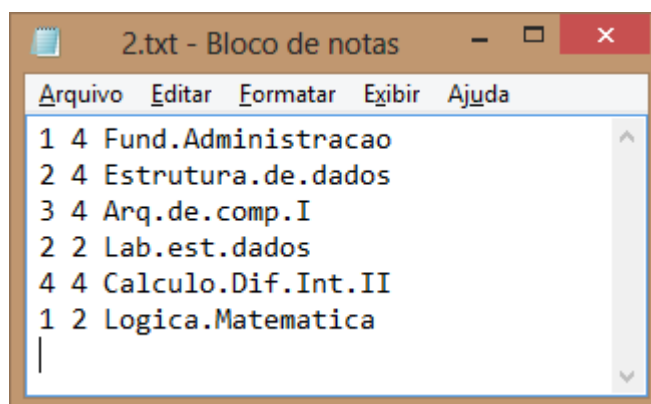 2.txt - Bloco de notas
Arquivo Editar Formatar Exibir Ajuda
1 4 Fund.Administracao
2 4 Estrutura.de.dados
3 4 Arq.de.comp.I
2 2 Lab.est.dados
4 4 Calculo.Dif.Int.II
1 2 Logica.Matematica